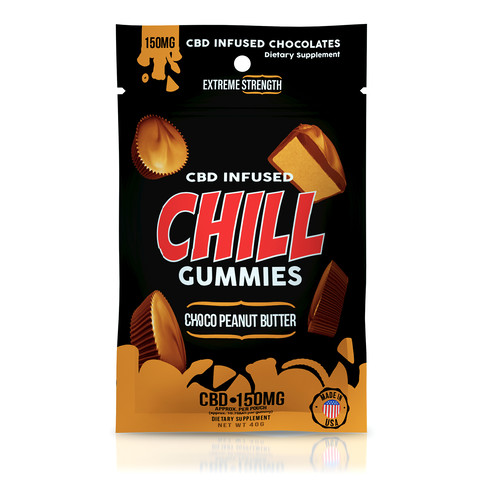 150MG
CBD INFUSED CHOCOLATES
Dietary Supplement
EXTREME STRENGTH
CBD INFUSED
CHILL
GUMMIES
CHOCO PEANUT BUTTER
CBD•150MG
APPROX. PER POUCH
DIETARY SUPPLEMENT
NET WT 40G
MADE IN
USA